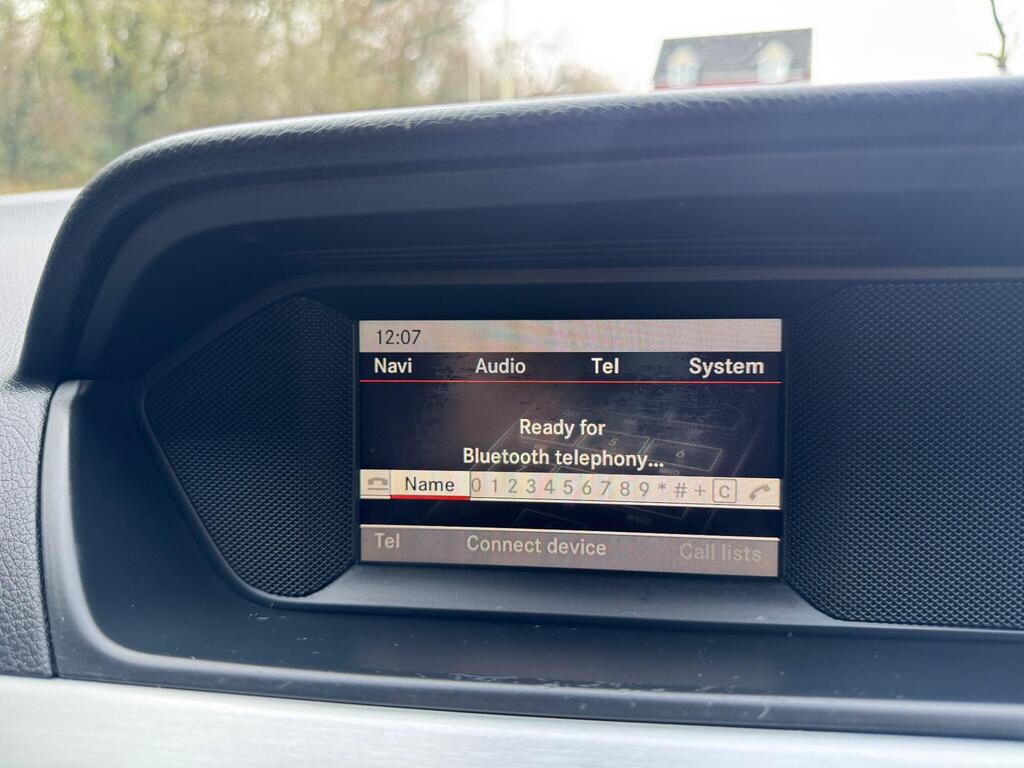 12:07
Navi Audio Tel System
Ready for
Bluetooth telephony...
Name 0 1 2 3 4 5 6 7 8 9 * # + C
Tel Connect device Call lists